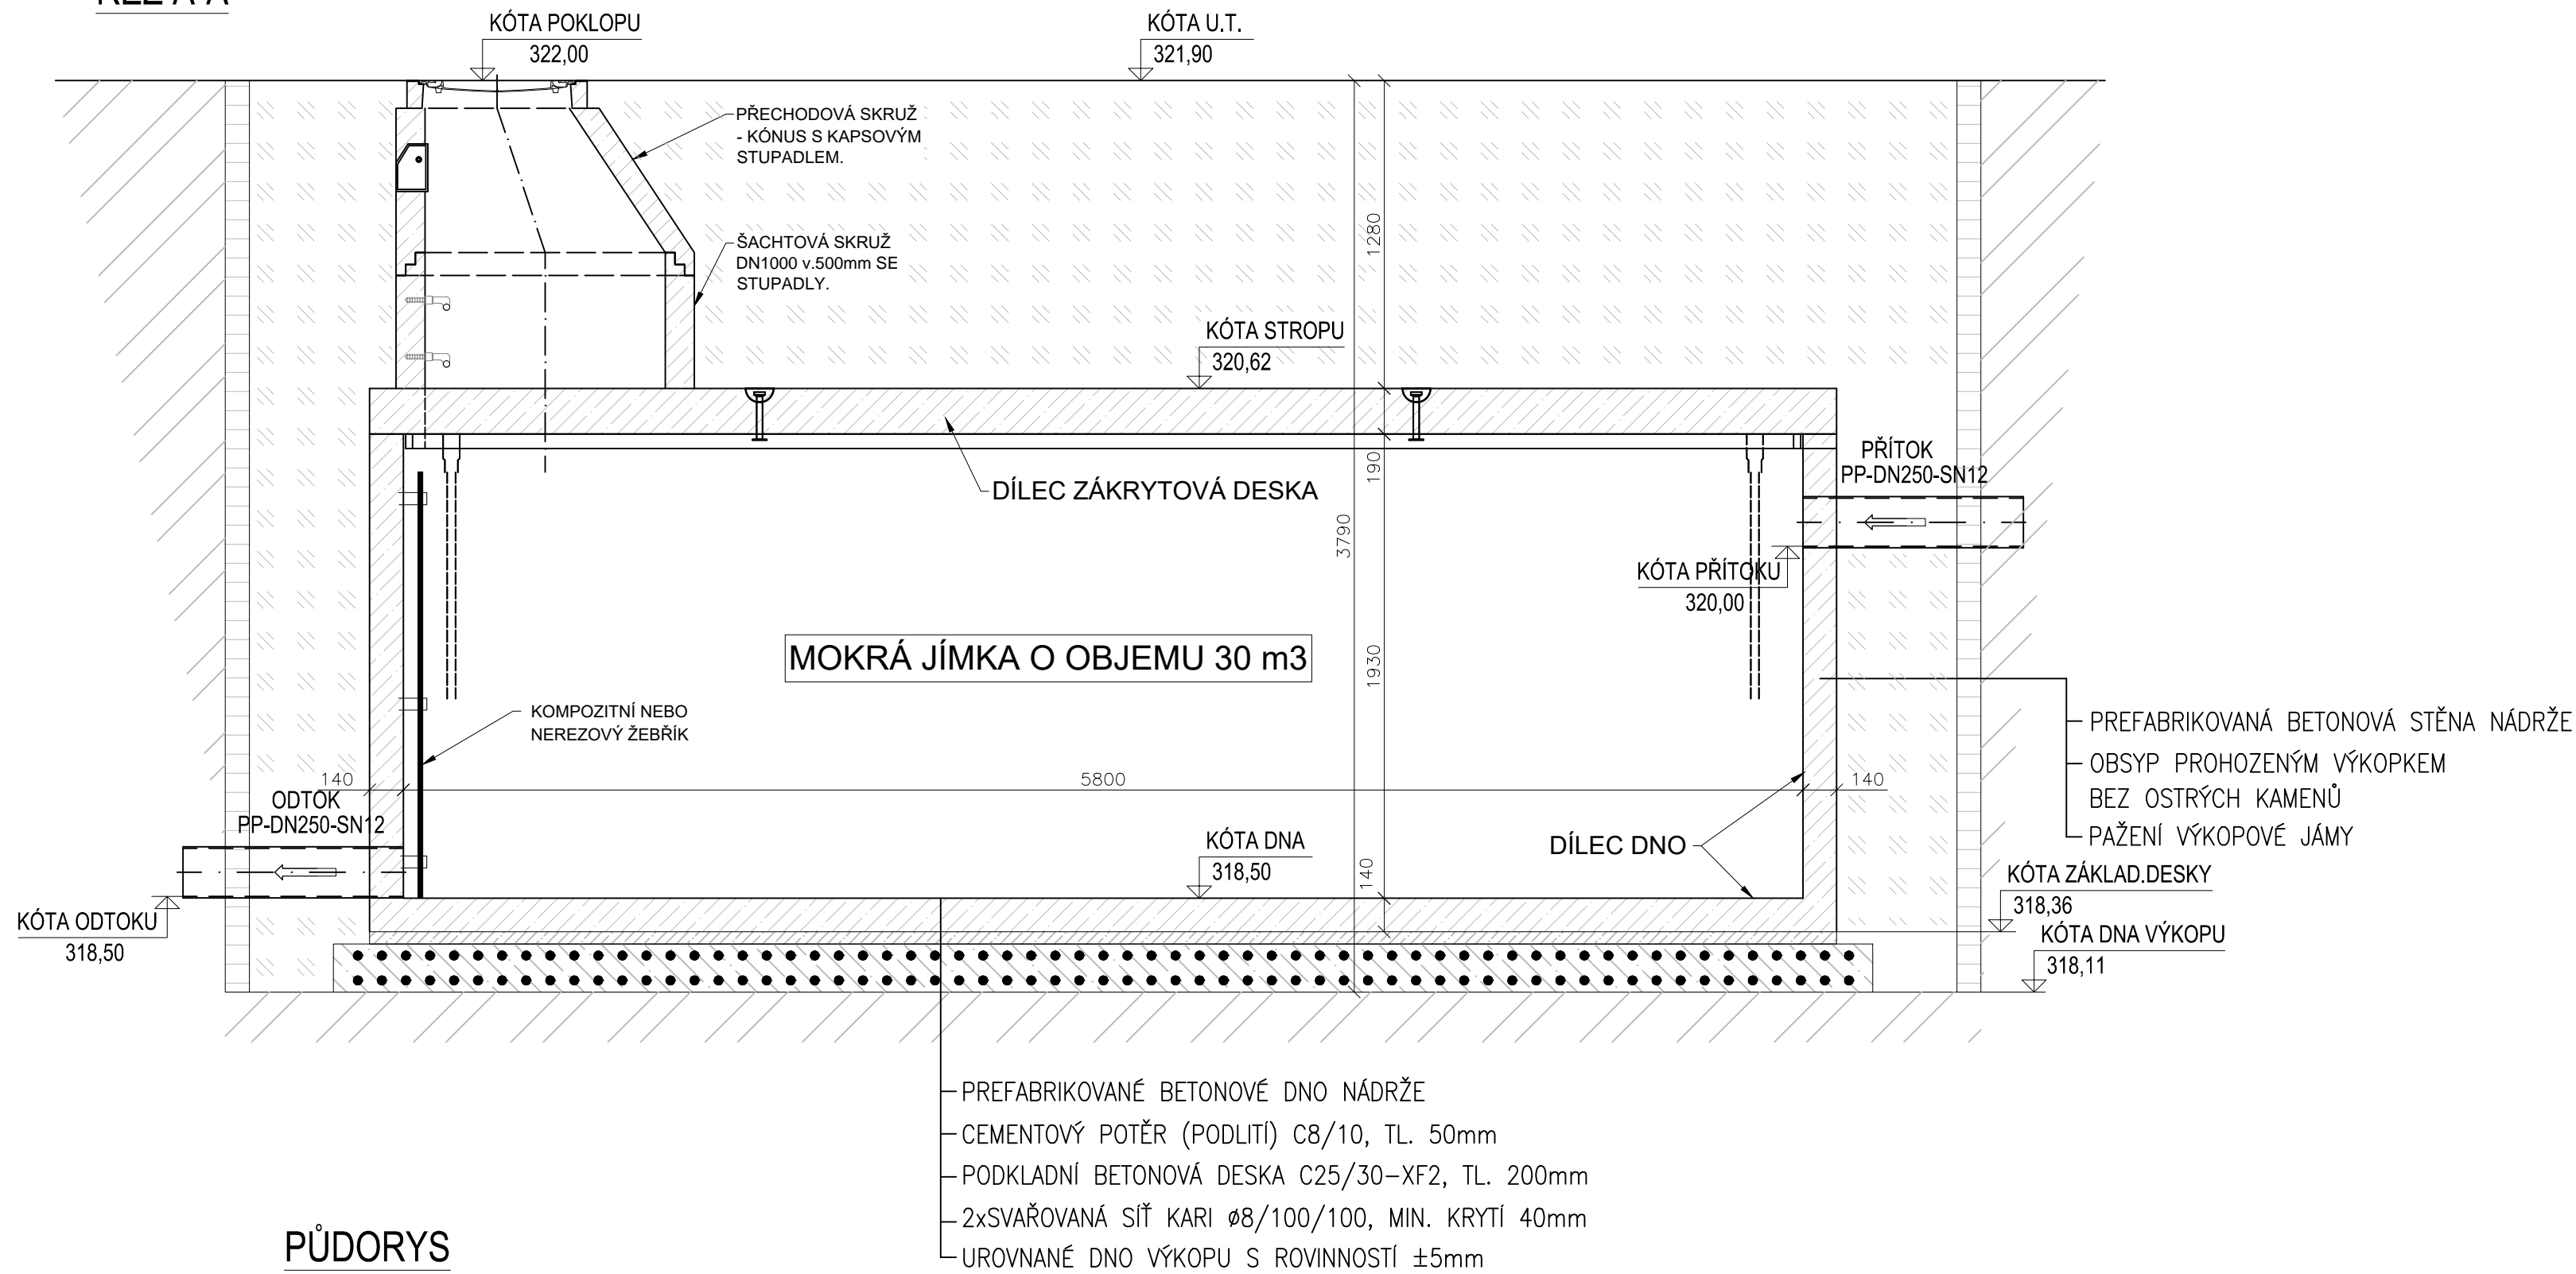 ŘEZ A-A
KÓTA POKLOPU
322,00
KÓTA U.T.
321,90
PŘECHODOVÁ SKRUŽ
- KÓNUS S KAPSOVÝM
STUPADLEM.
1280
ŠACHTOVÁ SKRUŽ
DN1000 v.500mm SE
STUPADLY.
KÓTA STROPU
320,62
PŘÍTOK
PP-DN250-SN12
190
DÍLEC ZÁKRYTOVÁ DESKA
3790
KÓTA PŘÍTOKU
320,00
MOKRÁ JÍMKA O OBJEMU 30 m3
1930
KOMPOZITNÍ NEBO
NEREZOVÝ ŽEBŘÍK
PREFABRIKOVANÁ BETONOVÁ STĚNA NÁDRŽE
OBSYP PROHOZENÝM VÝKOPKEM
BEZ OSTRÝCH KAMENŮ
PAŽENÍ VÝKOPOVÉ JÁMY
140
5800
140
ODTOK
PP-DN250-SN12
KÓTA DNA
318,50
DÍLEC DNO
140
KÓTA ZÁKLAD.DESKY
318,36
KÓTA ODTOKU
318,50
KÓTA DNA VÝKOPU
318,11
PREFABRIKOVANÉ BETONOVÉ DNO NÁDRŽE
CEMENTOVÝ POTĚR (PODLITÍ) C8/10, TL. 50mm
PODKLADNÍ BETONOVÁ DESKA C25/30-XF2, TL. 200mm
2xSVAŘOVANÁ SÍŤ KARI ø8/100/100, MIN. KRYTÍ 40mm
UROVNANÉ DNO VÝKOPU S ROVINNOSTÍ ±5mm
PŮDORYS